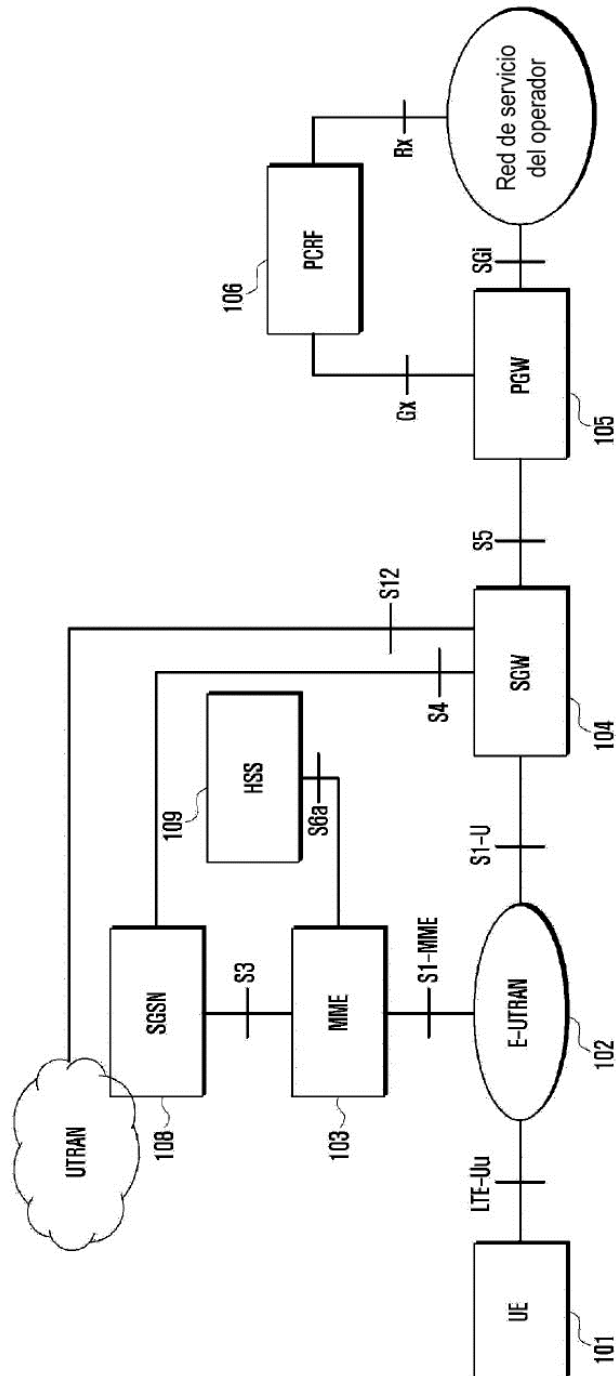 UTRAN
SGSN
108
HSS
109
S3
S6a
S12
S4
MME
103
S1-MME
PCRF
106
Gx
Rx
UE
101
LTE-Uu
E-UTRAN
102
S1-U
SGW
104
S5
PGW
105
SGi
Red de servicio
del operador